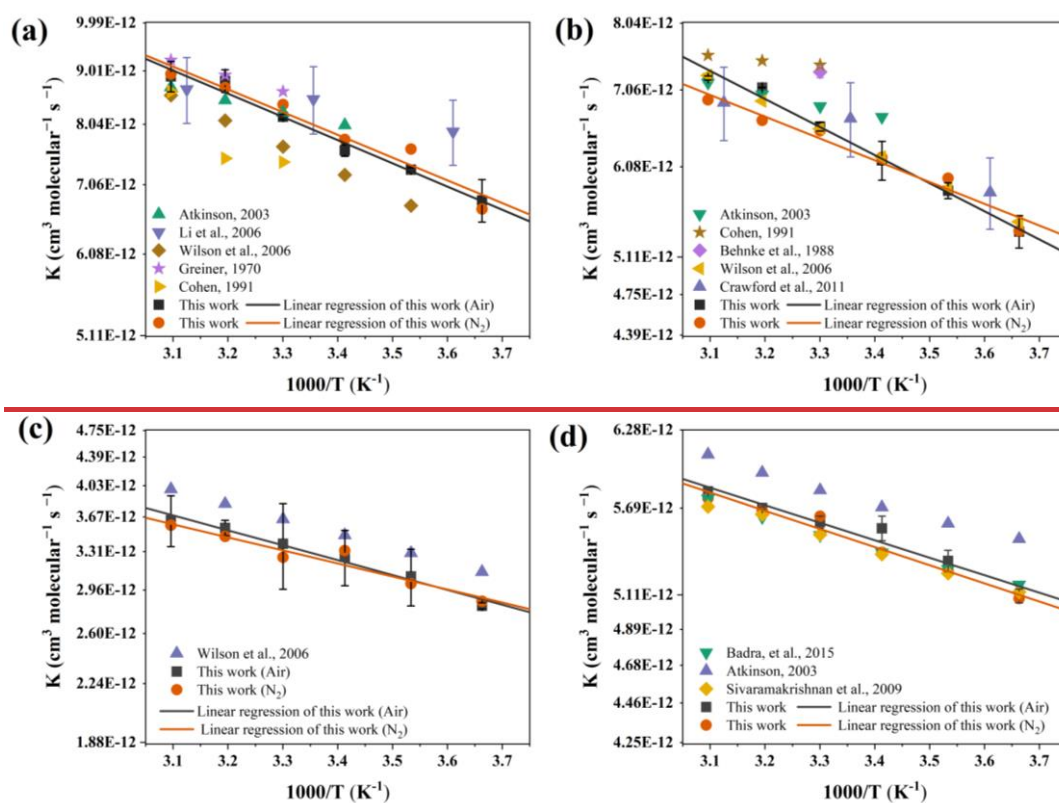 (a)
9.99E-12
9.01E-12
8.04E-12
7.06E-12
6.08E-12
5.11E-12
K (cm³ molecular⁻¹ s ⁻¹)
Atkinson, 2003
Li et al., 2006
Wilson et al., 2006
Greiner, 1970
Cohen, 1991
This work
Linear regression of this work (Air)
This work
Linear regression of this work (N₂)
3.1 3.2 3.3 3.4 3.5 3.6 3.7
1000/T (K⁻¹)
(b)
8.04E-12
7.06E-12
6.08E-12
5.11E-12
4.75E-12
4.39E-12
K (cm³ molecular⁻¹ s ⁻¹)
Atkinson, 2003
Cohen, 1991
Behnke et al., 1988
Wilson et al., 2006
Crawford et al., 2011
This work
Linear regression of this work (Air)
This work
Linear regression of this work (N₂)
3.1 3.2 3.3 3.4 3.5 3.6 3.7
1000/T (K⁻¹)
(c)
4.75E-12
4.39E-12
4.03E-12
3.67E-12
3.31E-12
2.96E-12
2.60E-12
2.24E-12
1.88E-12
K (cm³ molecular⁻¹ s ⁻¹)
Wilson et al., 2006
This work (Air)
This work (N₂)
Linear regression of this work (Air)
Linear regression of this work (N₂)
3.1 3.2 3.3 3.4 3.5 3.6 3.7
1000/T (K⁻¹)
(d)
6.28E-12
5.69E-12
5.11E-12
4.89E-12
4.68E-12
4.46E-12
4.25E-12
K (cm³ molecular⁻¹ s ⁻¹)
Badra, et al., 2015
Atkinson, 2003
Sivaramakrishnan et al., 2009
This work
Linear regression of this work (Air)
This work
Linear regression of this work (N₂)
3.1 3.2 3.3 3.4 3.5 3.6 3.7
1000/T (K⁻¹)